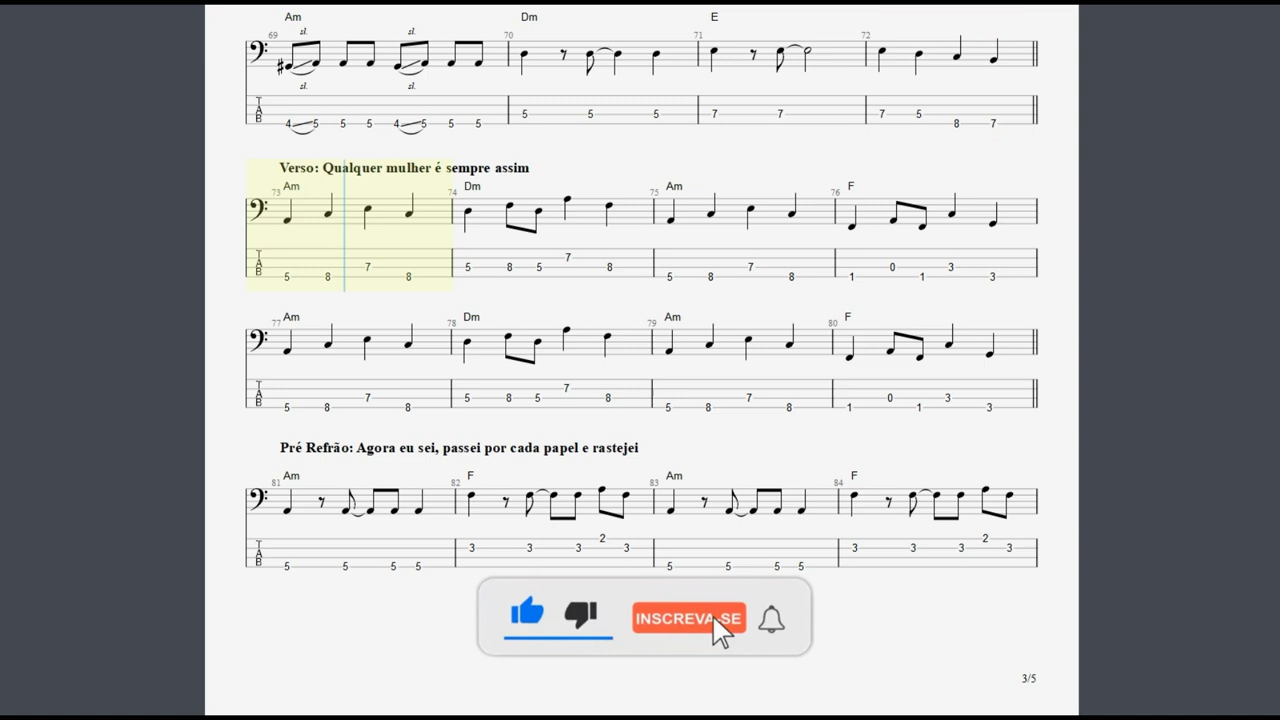 Am Dm E
69 sl. sl. 70 71 72
sl. sl.
T A B 4 5 5 5 4 5 5 5 5 5 5 7 7 7 5 8 7
Verso: Qualquer mulher é sempre assim
Am Dm Am F
73 74 75 76
T A B 5 8 7 8 5 8 5 7 8 5 8 7 8 1 0 1 3 3
Am Dm Am F
77 78 79 80
T A B 5 8 7 8 5 8 5 7 8 5 8 7 8 1 0 1 3 3
Pré Refrão: Agora eu sei, passei por cada papel e rastejei
Am F Am F
81 82 83 84
T A B 5 5 5 5 3 3 3 2 3 5 5 5 5 3 3 3 2 3
INSCREVA-SE
3/5